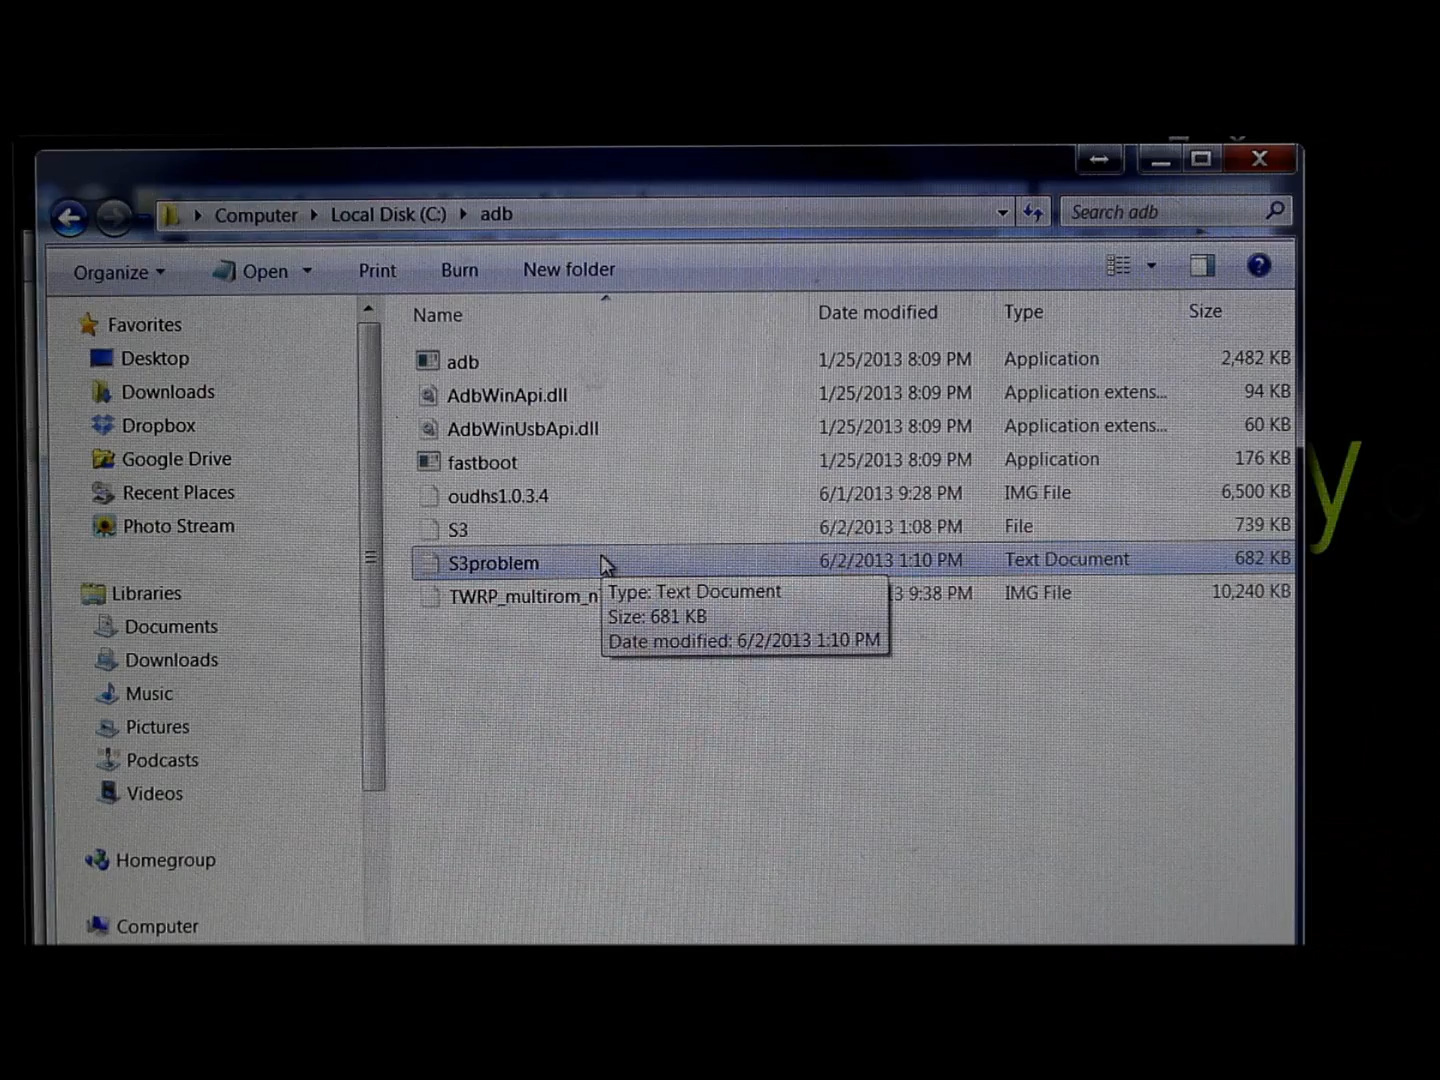 Computer Local Disk (C:) adb
Search adb
Organize Open Print Burn New folder
Favorites
Desktop
Downloads
Dropbox
Google Drive
Recent Places
Photo Stream
Libraries
Documents
Downloads
Music
Pictures
Podcasts
Videos
Homegroup
Computer
Name Date modified Type Size
adb 1/25/2013 8:09 PM Application 2,482 KB
AdbWinApi.dll 1/25/2013 8:09 PM Application extens... 94 KB
AdbWinUsbApi.dll 1/25/2013 8:09 PM Application extens... 60 KB
fastboot 1/25/2013 8:09 PM Application 176 KB
oudhs1.0.3.4 6/1/2013 9:28 PM IMG File 6,500 KB
S3 6/2/2013 1:08 PM File 739 KB
S3problem 6/2/2013 1:10 PM Text Document 682 KB
TWRP_multirom_n 3 9:38 PM IMG File 10,240 KB
Type: Text Document
Size: 681 KB
Date modified: 6/2/2013 1:10 PM
y